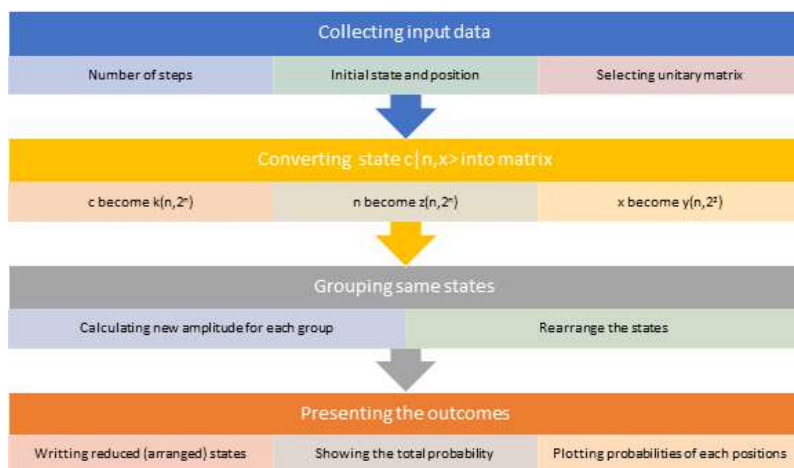 Collecting input data
Number of steps
Initial state and position
Selecting unitary matrix
Converting state c|n,x> into matrix
c become k(n,2ⁿ)
n become z(n,2ⁿ)
x become y(n,2²)
Grouping same states
Calculating new amplitude for each group
Rearrange the states
Presenting the outcomes
Writting reduced (arranged) states
Showing the total probability
Plotting probabilities of each positions